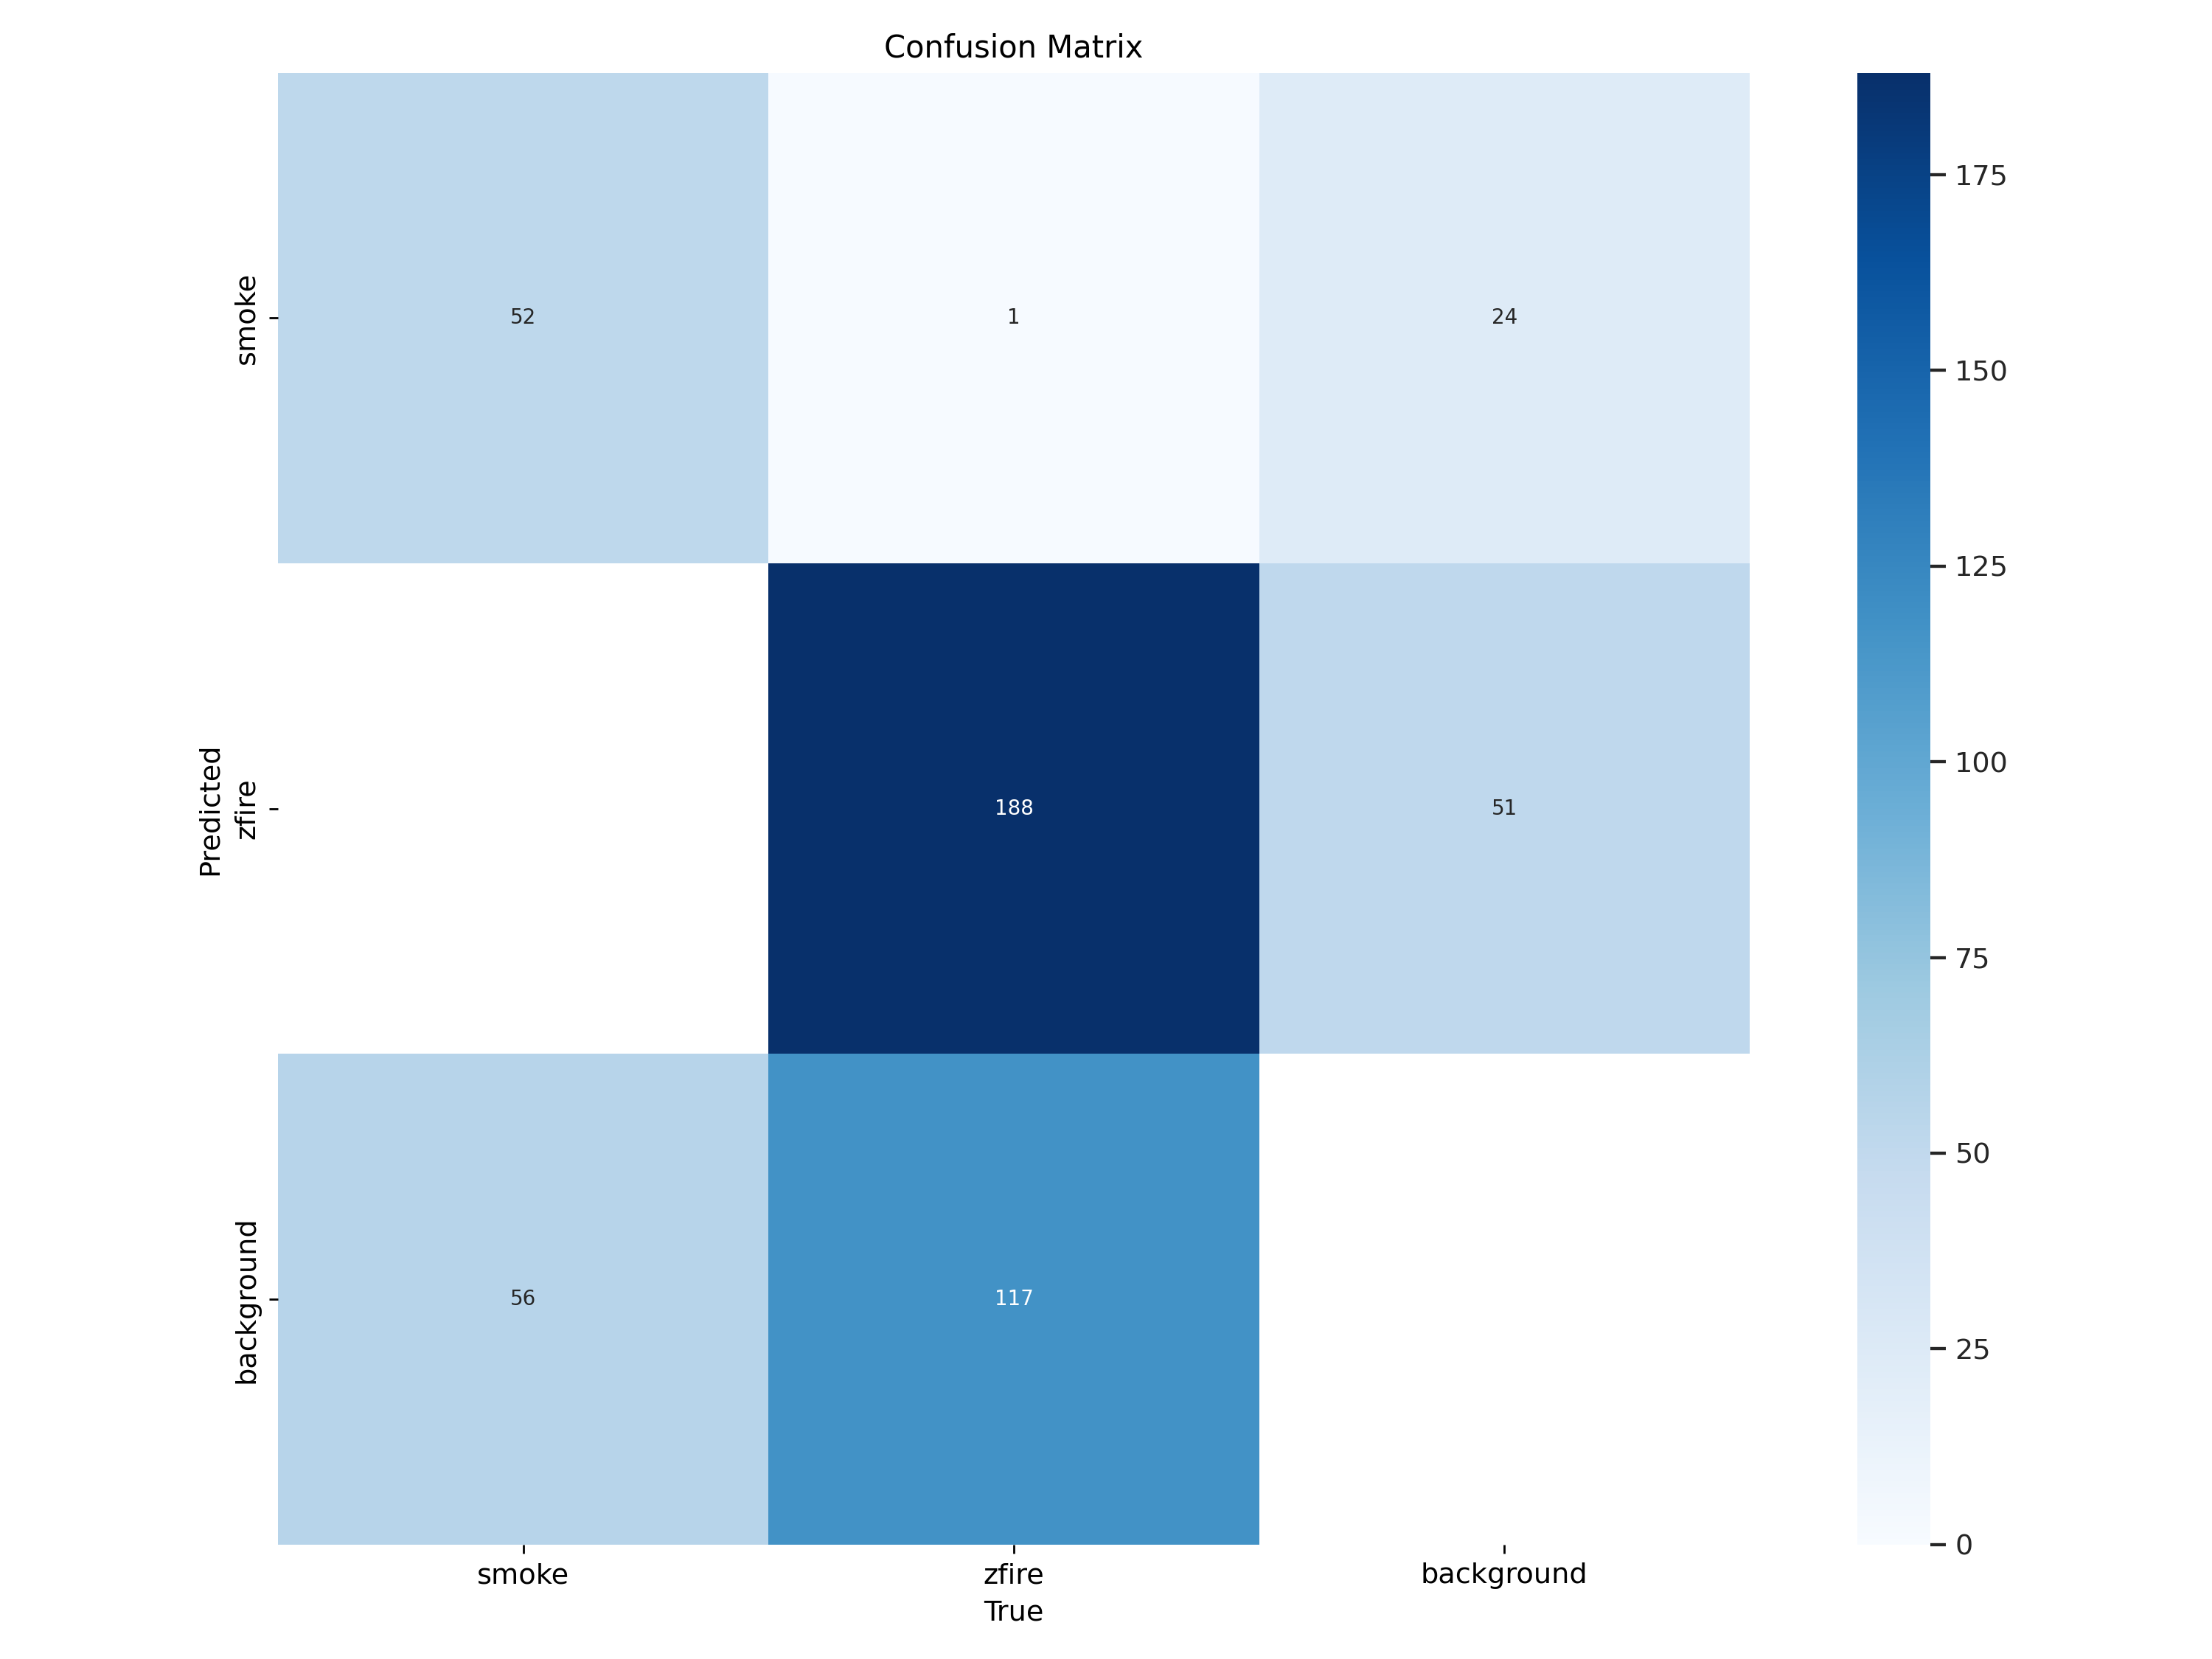 Confusion Matrix
Predicted
smoke
52
1
24
zfire
188
51
background
56
117
smoke
zfire
background
True
175
150
125
100
75
50
25
0